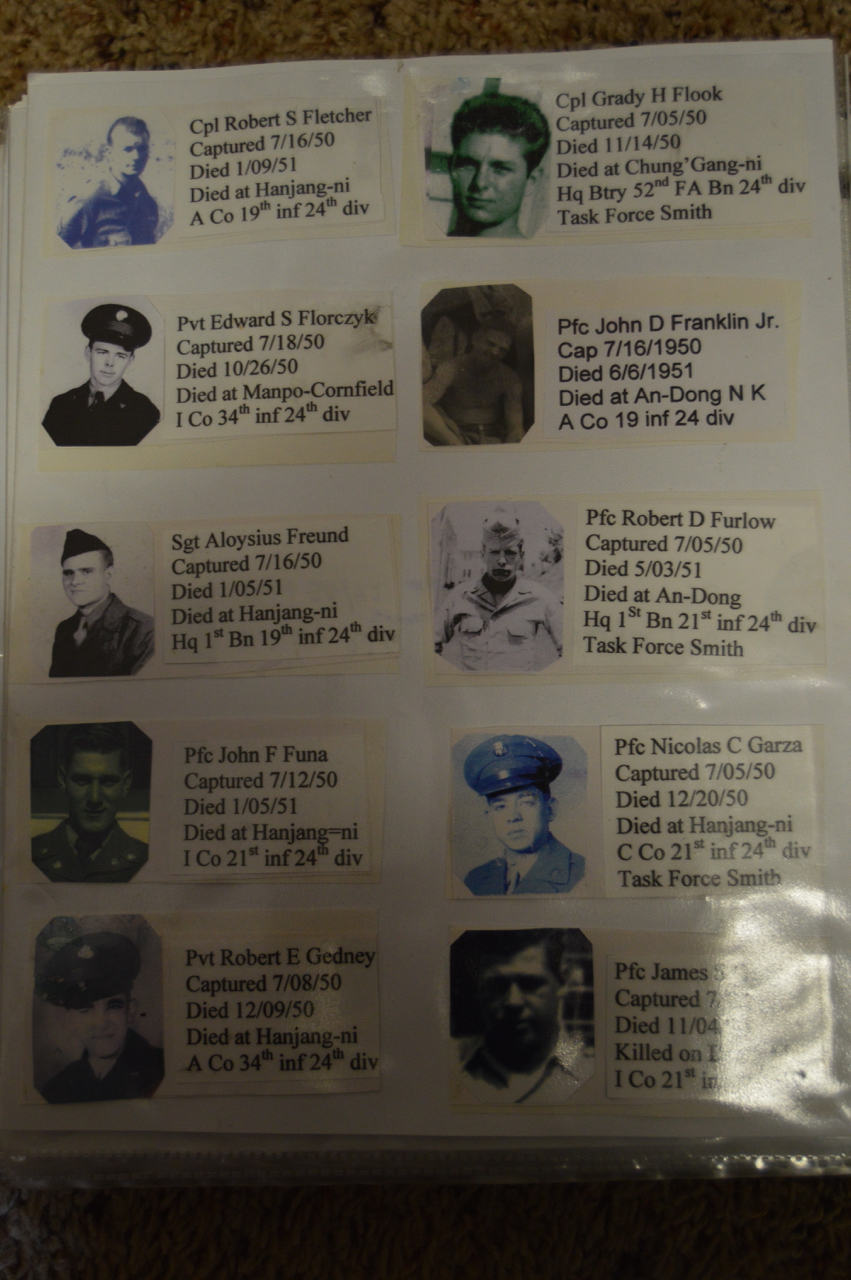 Cpl Robert S Fletcher
Captured 7/16/50
Died 1/09/51
Died at Hanjang-ni
A Co 19th inf 24th div
Cpl Grady H Flook
Captured 7/05/50
Died 11/14/50
Died at Chung'Gang-ni
Hq Btry 52nd FA Bn 24th div
Task Force Smith
Pvt Edward S Florczyk
Captured 7/18/50
Died 10/26/50
Died at Manpo-Cornfield
I Co 34th inf 24th div
Pfc John D Franklin Jr.
Cap 7/16/1950
Died 6/6/1951
Died at An-Dong N K
A Co 19 inf 24 div
Sgt Aloysius Freund
Captured 7/16/50
Died 1/05/51
Died at Hanjang-ni
Hq 1st Bn 19th inf 24th div
Pfc Robert D Furlow
Captured 7/05/50
Died 5/03/51
Died at An-Dong
Hq 1St Bn 21st inf 24th div
Task Force Smith
Pfc John F Funa
Captured 7/12/50
Died 1/05/51
Died at Hanjang=ni
I Co 21st inf 24th div
Pfc Nicolas C Garza
Captured 7/05/50
Died 12/20/50
Died at Hanjang-ni
C Co 21st inf 24th div
Task Force Smith
Pvt Robert E Gedney
Captured 7/08/50
Died 12/09/50
Died at Hanjang-ni
A Co 34th inf 24th div
Pfc James
Captured
Died 11/04
Killed on
I Co 21st